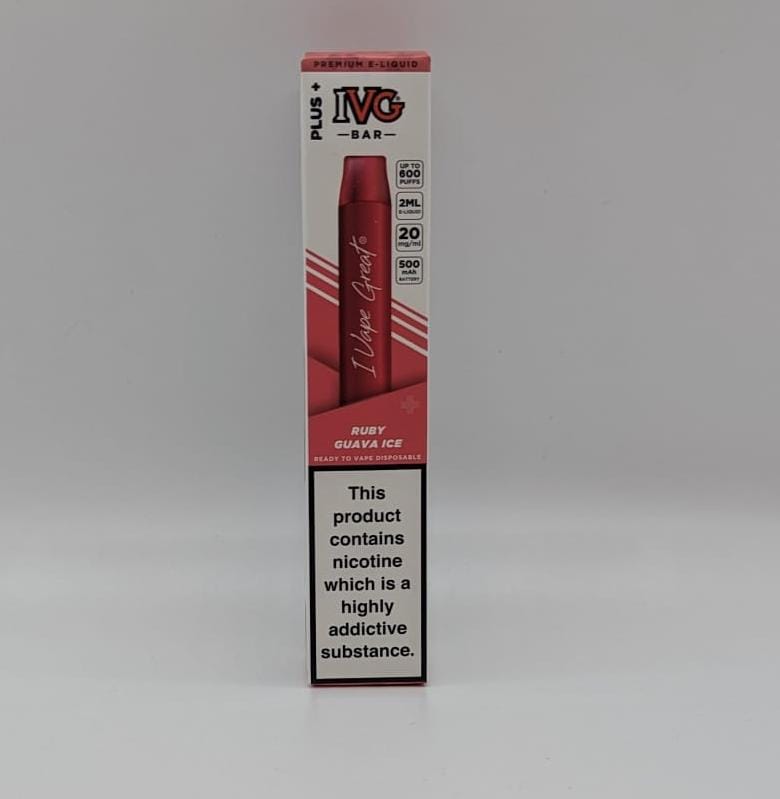 PREMIUM E-LIQUID
PLUS +
IVG
—BAR—
UP TO
600
PUFFS
2ML
E-LIQUID
20
mg/ml
500
mAh
BATTERY
I Vape Great®
RUBY
GUAVA ICE
READY TO VAPE DISPOSABLE
This
product
contains
nicotine
which is a
highly
addictive
substance.